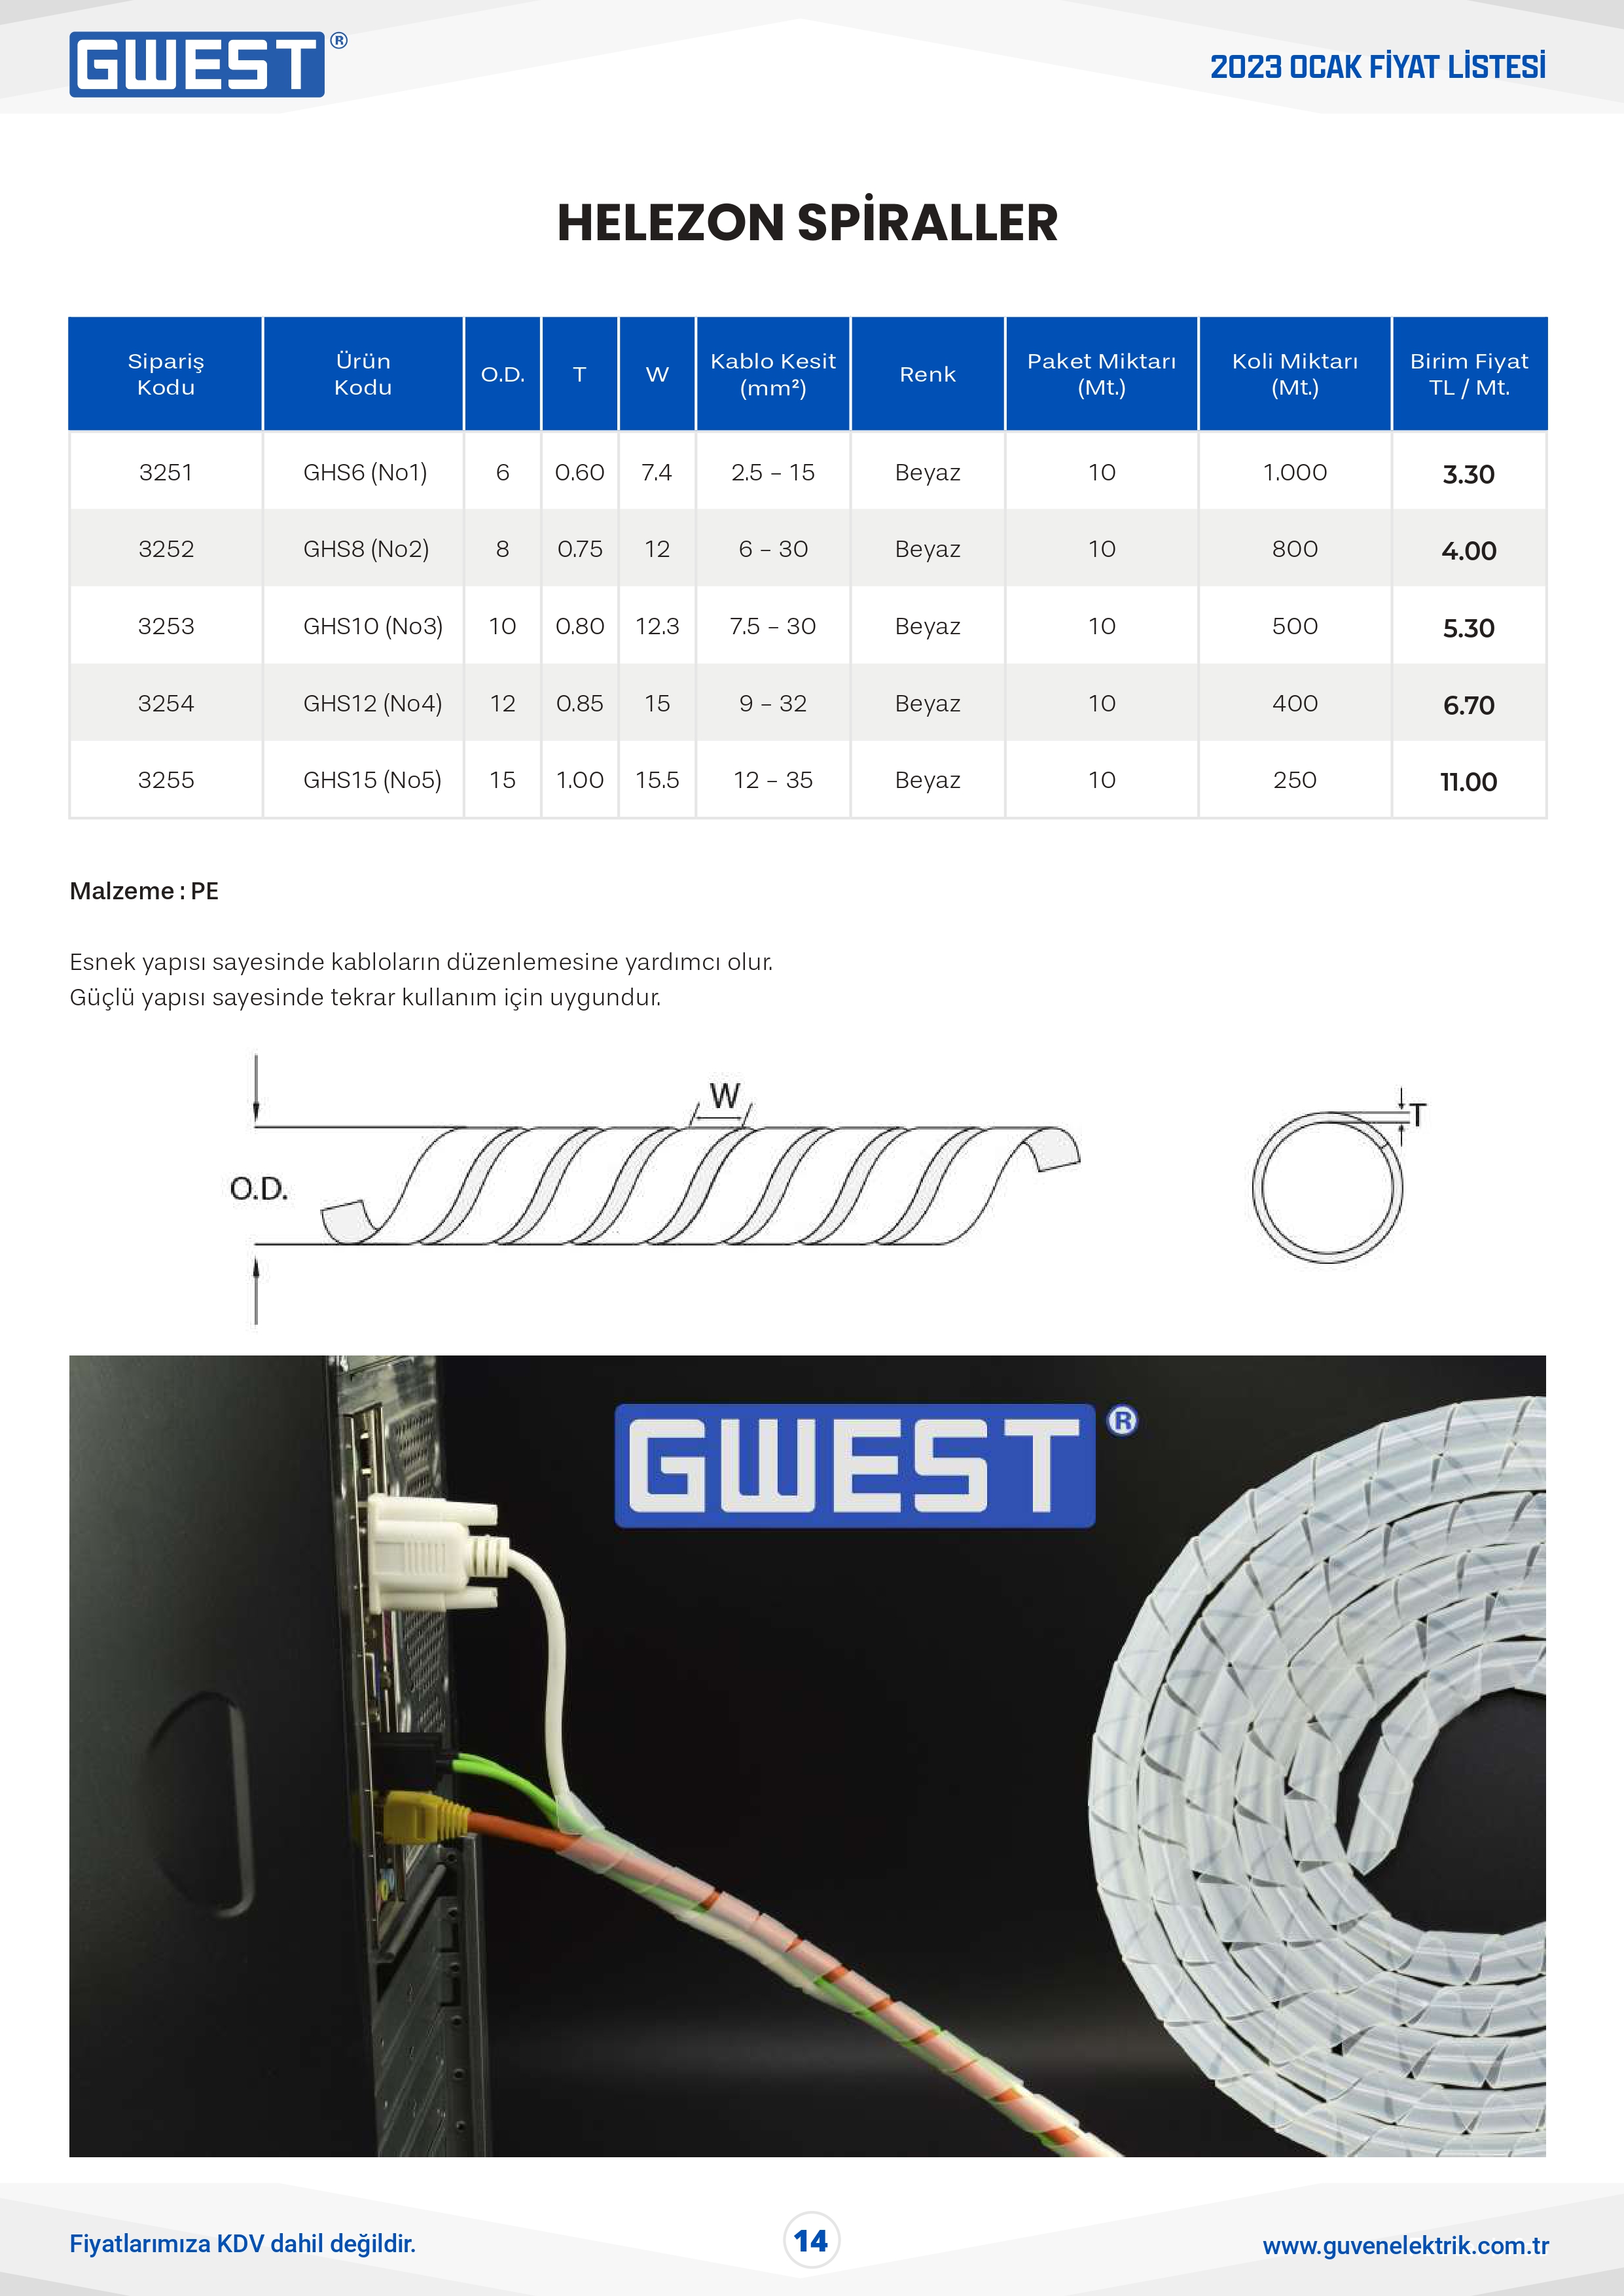 GWEST®
2023 OCAK FİYAT LİSTESİ
HELEZON SPİRALLER
Sipariş Kodu | Ürün Kodu | O.D. | T | W | Kablo Kesit (mm²) | Renk | Paket Miktarı (Mt.) | Koli Miktarı (Mt.) | Birim Fiyat TL / Mt.
3251 | GHS6 (No1) | 6 | 0.60 | 7.4 | 2.5 - 15 | Beyaz | 10 | 1.000 | 3.30
3252 | GHS8 (No2) | 8 | 0.75 | 12 | 6 - 30 | Beyaz | 10 | 800 | 4.00
3253 | GHS10 (No3) | 10 | 0.80 | 12.3 | 7.5 - 30 | Beyaz | 10 | 500 | 5.30
3254 | GHS12 (No4) | 12 | 0.85 | 15 | 9 - 32 | Beyaz | 10 | 400 | 6.70
3255 | GHS15 (No5) | 15 | 1.00 | 15.5 | 12 - 35 | Beyaz | 10 | 250 | 11.00
Malzeme : PE
Esnek yapısı sayesinde kabloların düzenlemesine yardımcı olur.
Güçlü yapısı sayesinde tekrar kullanım için uygundur.
W
T
O.D.
GWEST®
Fiyatlarımıza KDV dahil değildir.
14
www.guvenelektrik.com.tr